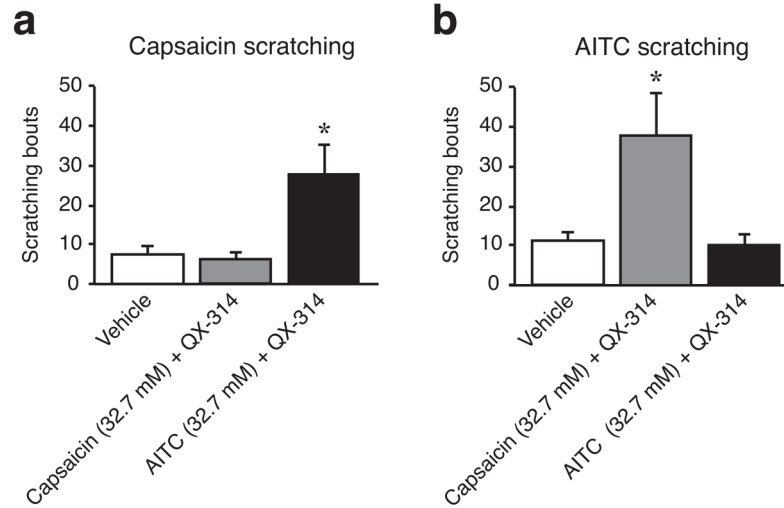 a
Capsaicin scratching
Scratching bouts
50
40
30
20
10
0
*
Vehicle
Capsaicin (32.7 mM) + QX-314
AITC (32.7 mM) + QX-314
b
AITC scratching
Scratching bouts
50
40
30
20
10
0
*
Vehicle
Capsaicin (32.7 mM) + QX-314
AITC (32.7 mM) + QX-314